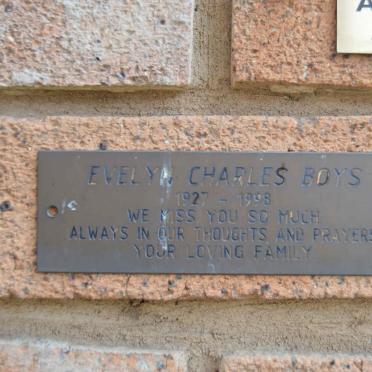 A
EVELYN CHARLES BOYS
1927 - 1998
WE MISS YOU SO MUCH
ALWAYS IN OUR THOUGHTS AND PRAYERS
YOUR LOVING FAMILY